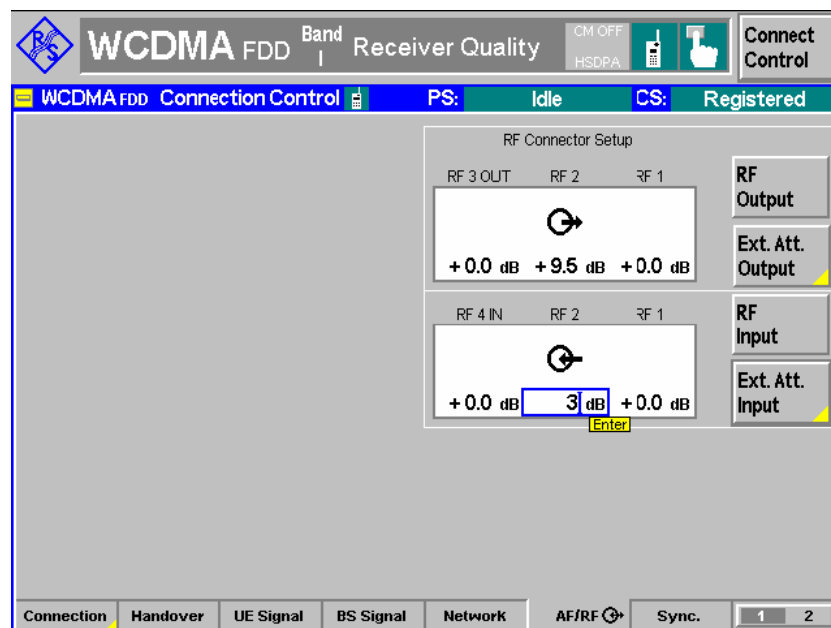 R&S
WCDMA FDD Band I Receiver Quality
CM OFF
HSDPA
Connect Control
WCDMA FDD Connection Control PS: Idle CS: Registered
RF Connector Setup
RF 3 OUT RF 2 RF 1
+ 0.0 dB + 9.5 dB + 0.0 dB
RF Output
Ext. Att. Output
RF 4 IN RF 2 RF 1
+ 0.0 dB 3 dB + 0.0 dB
Enter
RF Input
Ext. Att. Input
Connection Handover UE Signal BS Signal Network AF/RF Sync. 1 2